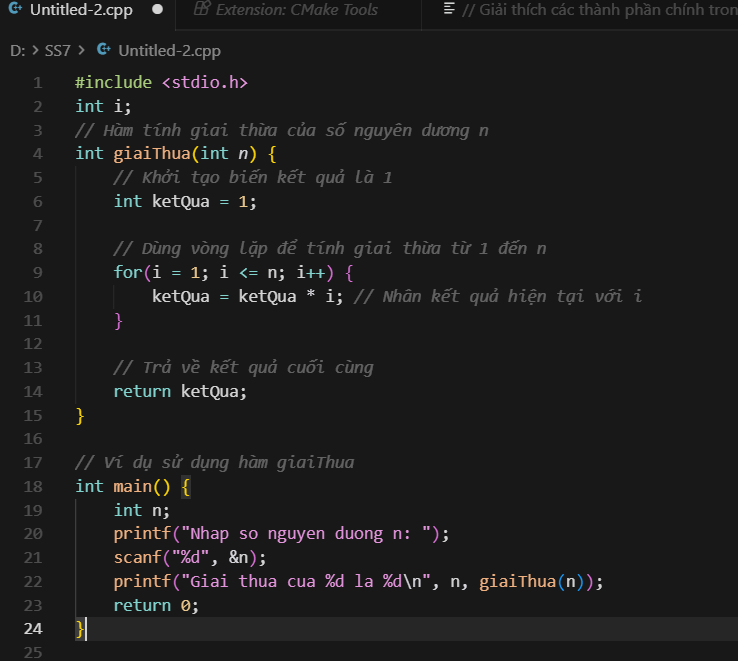 Untitled-2.cpp ● Extension: CMake Tools // Giải thích các thành phần chính tron
D: > SS7 > Untitled-2.cpp
1 #include <stdio.h>
2 int i;
3 // Hàm tính giai thừa của số nguyên dương n
4 int giaiThua(int n) {
5 // Khởi tạo biến kết quả là 1
6 int ketQua = 1;
7
8 // Dùng vòng lặp để tính giai thừa từ 1 đến n
9 for(i = 1; i <= n; i++) {
10 ketQua = ketQua * i; // Nhân kết quả hiện tại với i
11 }
12
13 // Trả về kết quả cuối cùng
14 return ketQua;
15 }
16
17 // Ví dụ sử dụng hàm giaiThua
18 int main() {
19 int n;
20 printf("Nhap so nguyen duong n: ");
21 scanf("%d", &n);
22 printf("Giai thua cua %d la %d\n", n, giaiThua(n));
23 return 0;
24 }
25